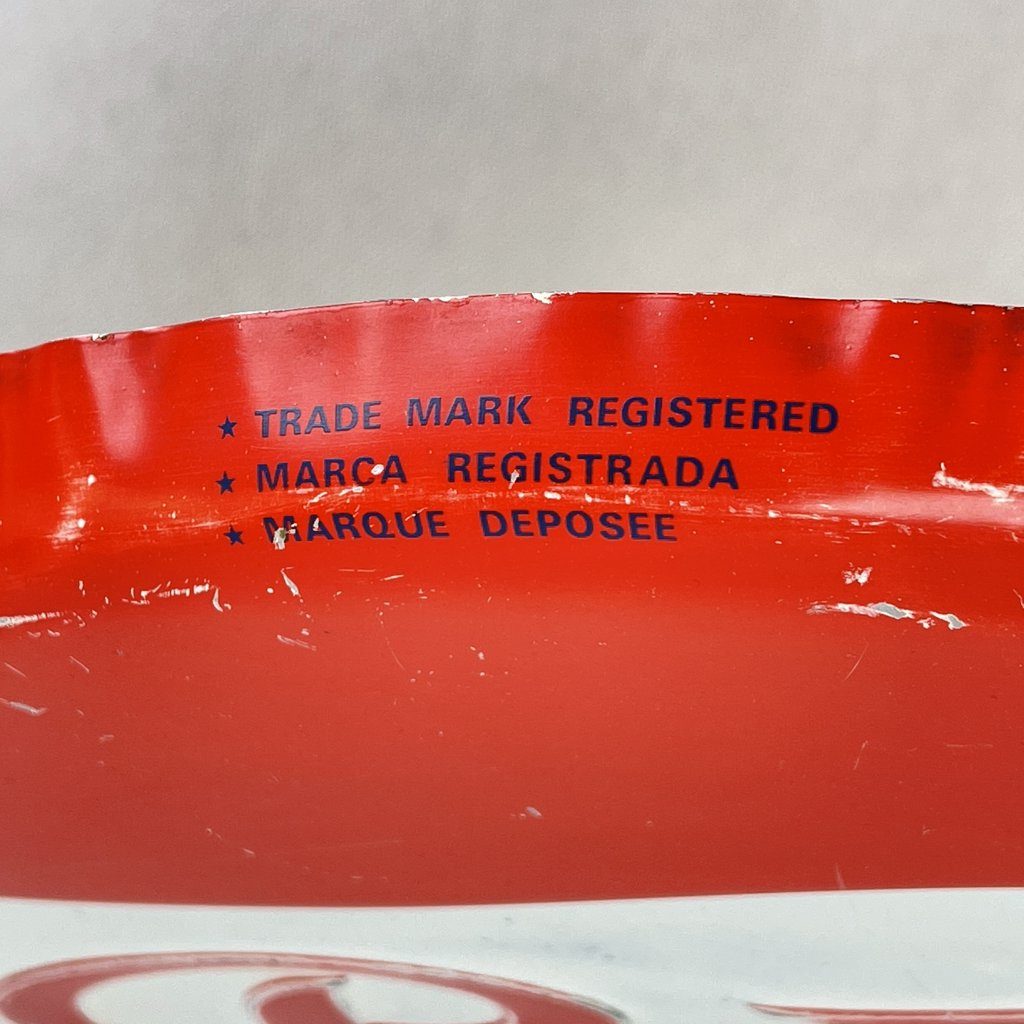 ★ TRADE MARK REGISTERED
★ MARCA REGISTRADA
★ MARQUE DEPOSEE